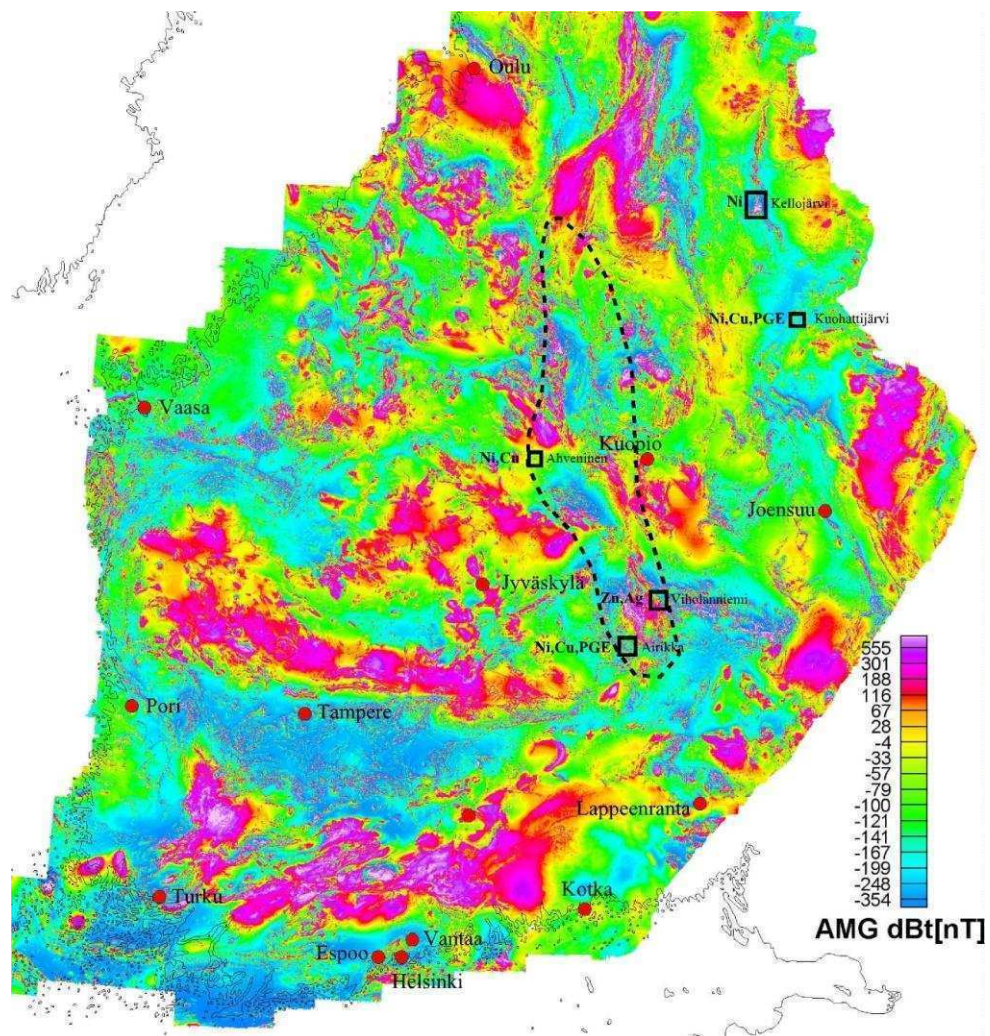 Oulu
Ni Kellojärvi
Ni,Cu,PGE Kuohattijärvi
Vaasa
Kuopio
Ni,Cu Ahveninen
Joensuu
Jyväskylä
Zn,Ag Viholanniemi
Ni,Cu,PGE Airikka
555
301
188
116
67
28
-4
-33
-57
-79
-100
-121
-141
-167
-199
-248
-354
AMG dBt[nT]
Pori
Tampere
Lappeenranta
Turku
Kotka
Vantaa
Espoo
Helsinki